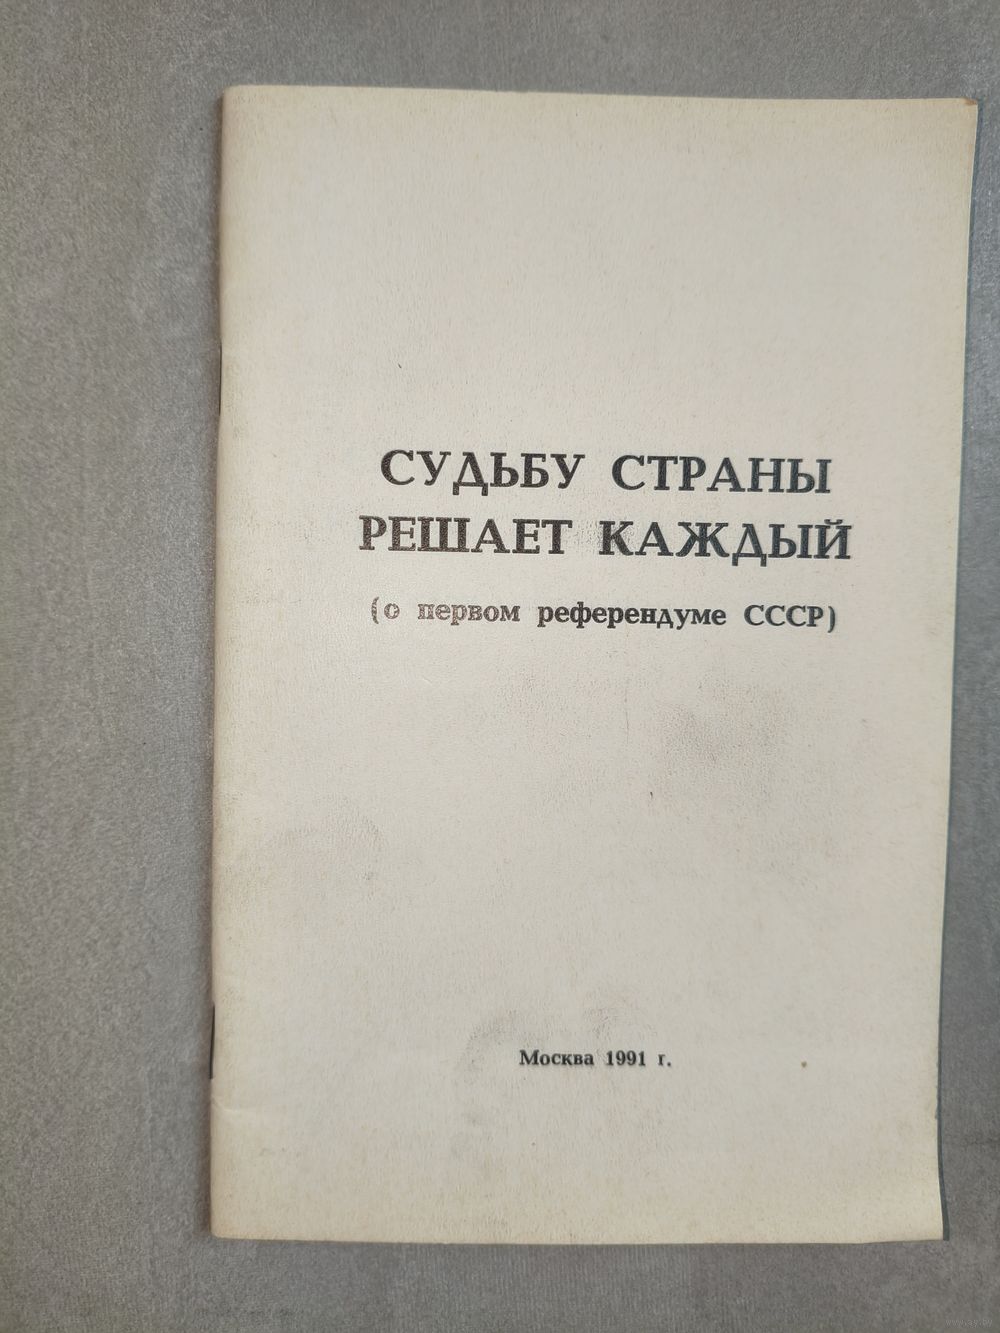 СУДЬБУ СТРАНЫ
РЕШАЕТ КАЖДЫЙ
(о первом референдуме СССР)
Москва 1991 г.